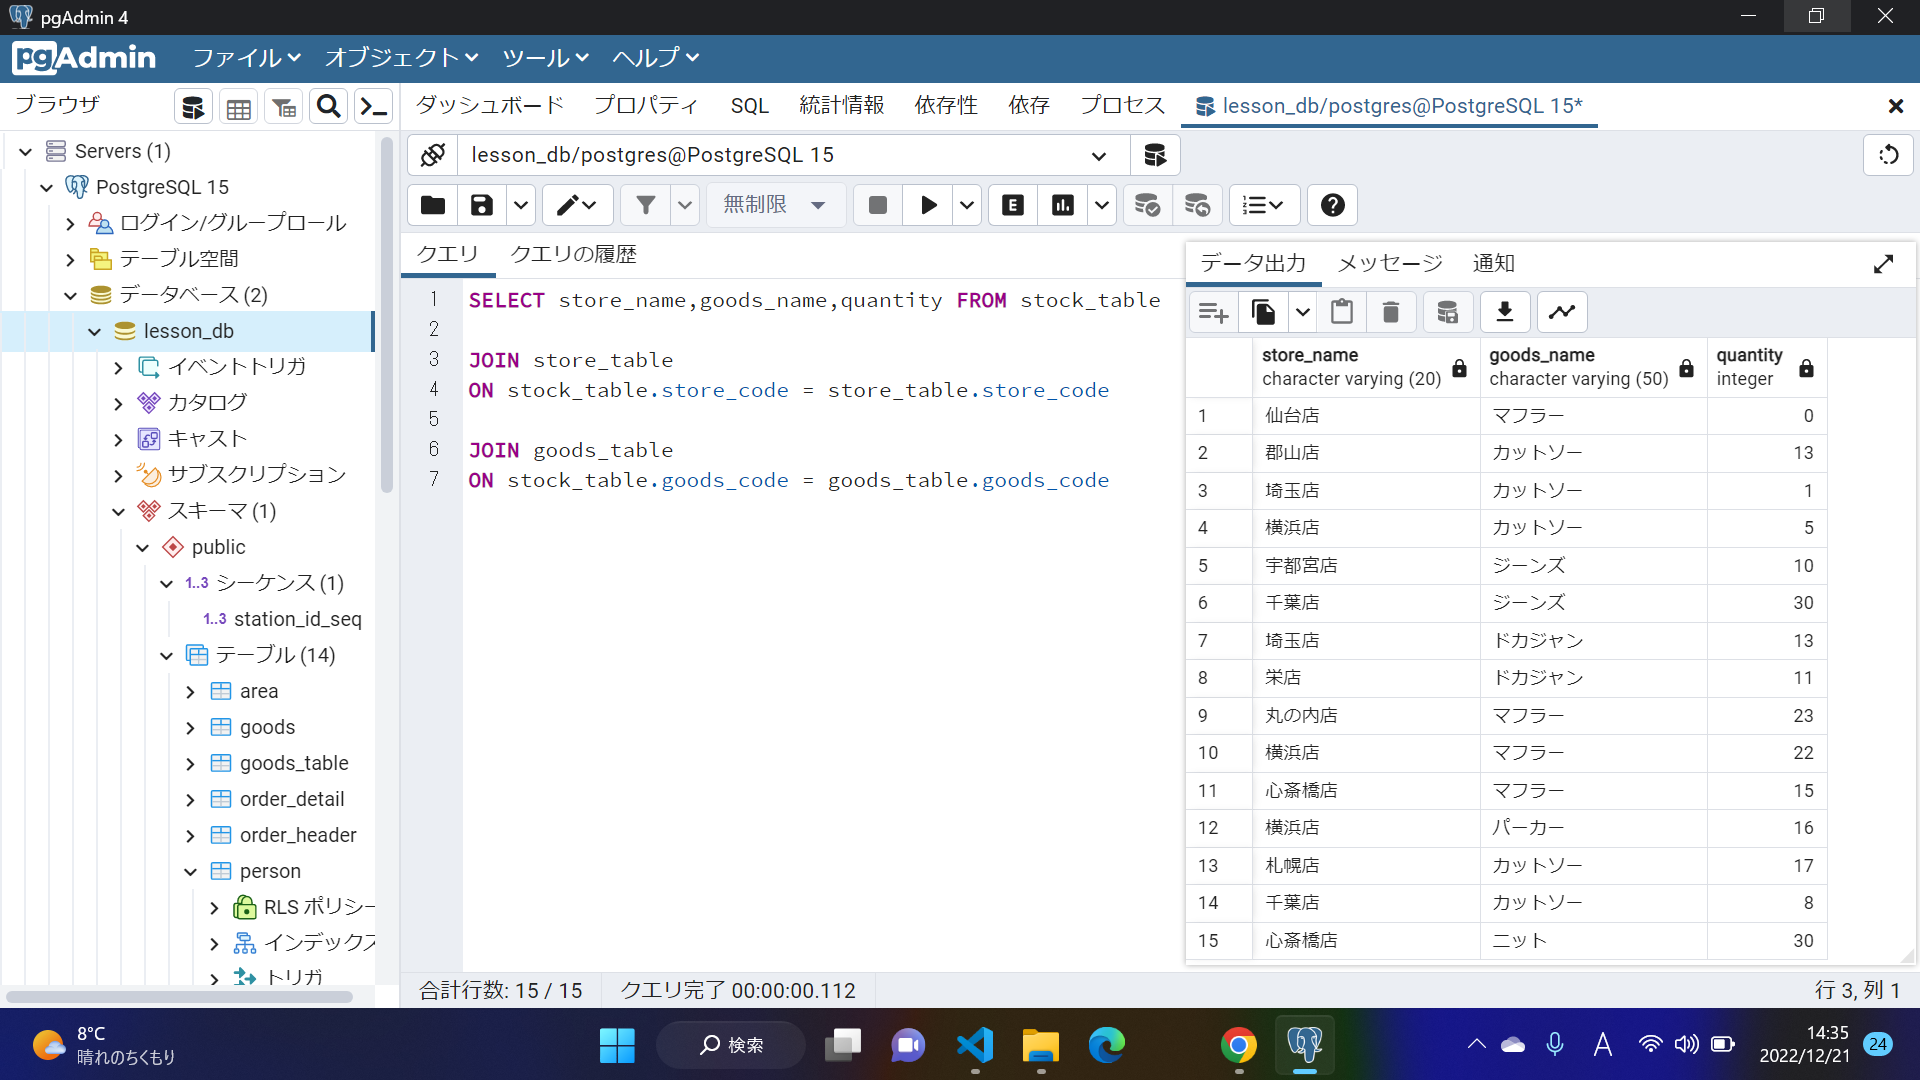 pgAdmin 4
pgAdmin ファイル オブジェクト ツール ヘルプ
ブラウザ
ダッシュボード プロパティ SQL 統計情報 依存性 依存 プロセス lesson_db/postgres@PostgreSQL 15*
Servers (1)
PostgreSQL 15
ログイン/グループロール
テーブル空間
データベース (2)
lesson_db
イベントトリガ
カタログ
キャスト
サブスクリプション
スキーマ (1)
public
1..3 シーケンス (1)
1..3 station_id_seq
テーブル (14)
area
goods
goods_table
order_detail
order_header
person
RLS ポリシー
インデックス
トリガ
lesson_db/postgres@PostgreSQL 15
無制限
E
クエリ クエリの履歴
1 SELECT store_name,goods_name,quantity FROM stock_table
2
3 JOIN store_table
4 ON stock_table.store_code = store_table.store_code
5
6 JOIN goods_table
7 ON stock_table.goods_code = goods_table.goods_code
データ出力 メッセージ 通知
store_name goods_name quantity
character varying (20) character varying (50) integer
1 仙台店 マフラー 0
2 郡山店 カットソー 13
3 埼玉店 カットソー 1
4 横浜店 カットソー 5
5 宇都宮店 ジーンズ 10
6 千葉店 ジーンズ 30
7 埼玉店 ドカジャン 13
8 栄店 ドカジャン 11
9 丸の内店 マフラー 23
10 横浜店 マフラー 22
11 心斎橋店 マフラー 15
12 横浜店 パーカー 16
13 札幌店 カットソー 17
14 千葉店 カットソー 8
15 心斎橋店 ニット 30
合計行数: 15 / 15 クエリ完了 00:00:00.112 行 3, 列 1
8°C
晴れのちくもり
検索
A
14:35
2022/12/21
24